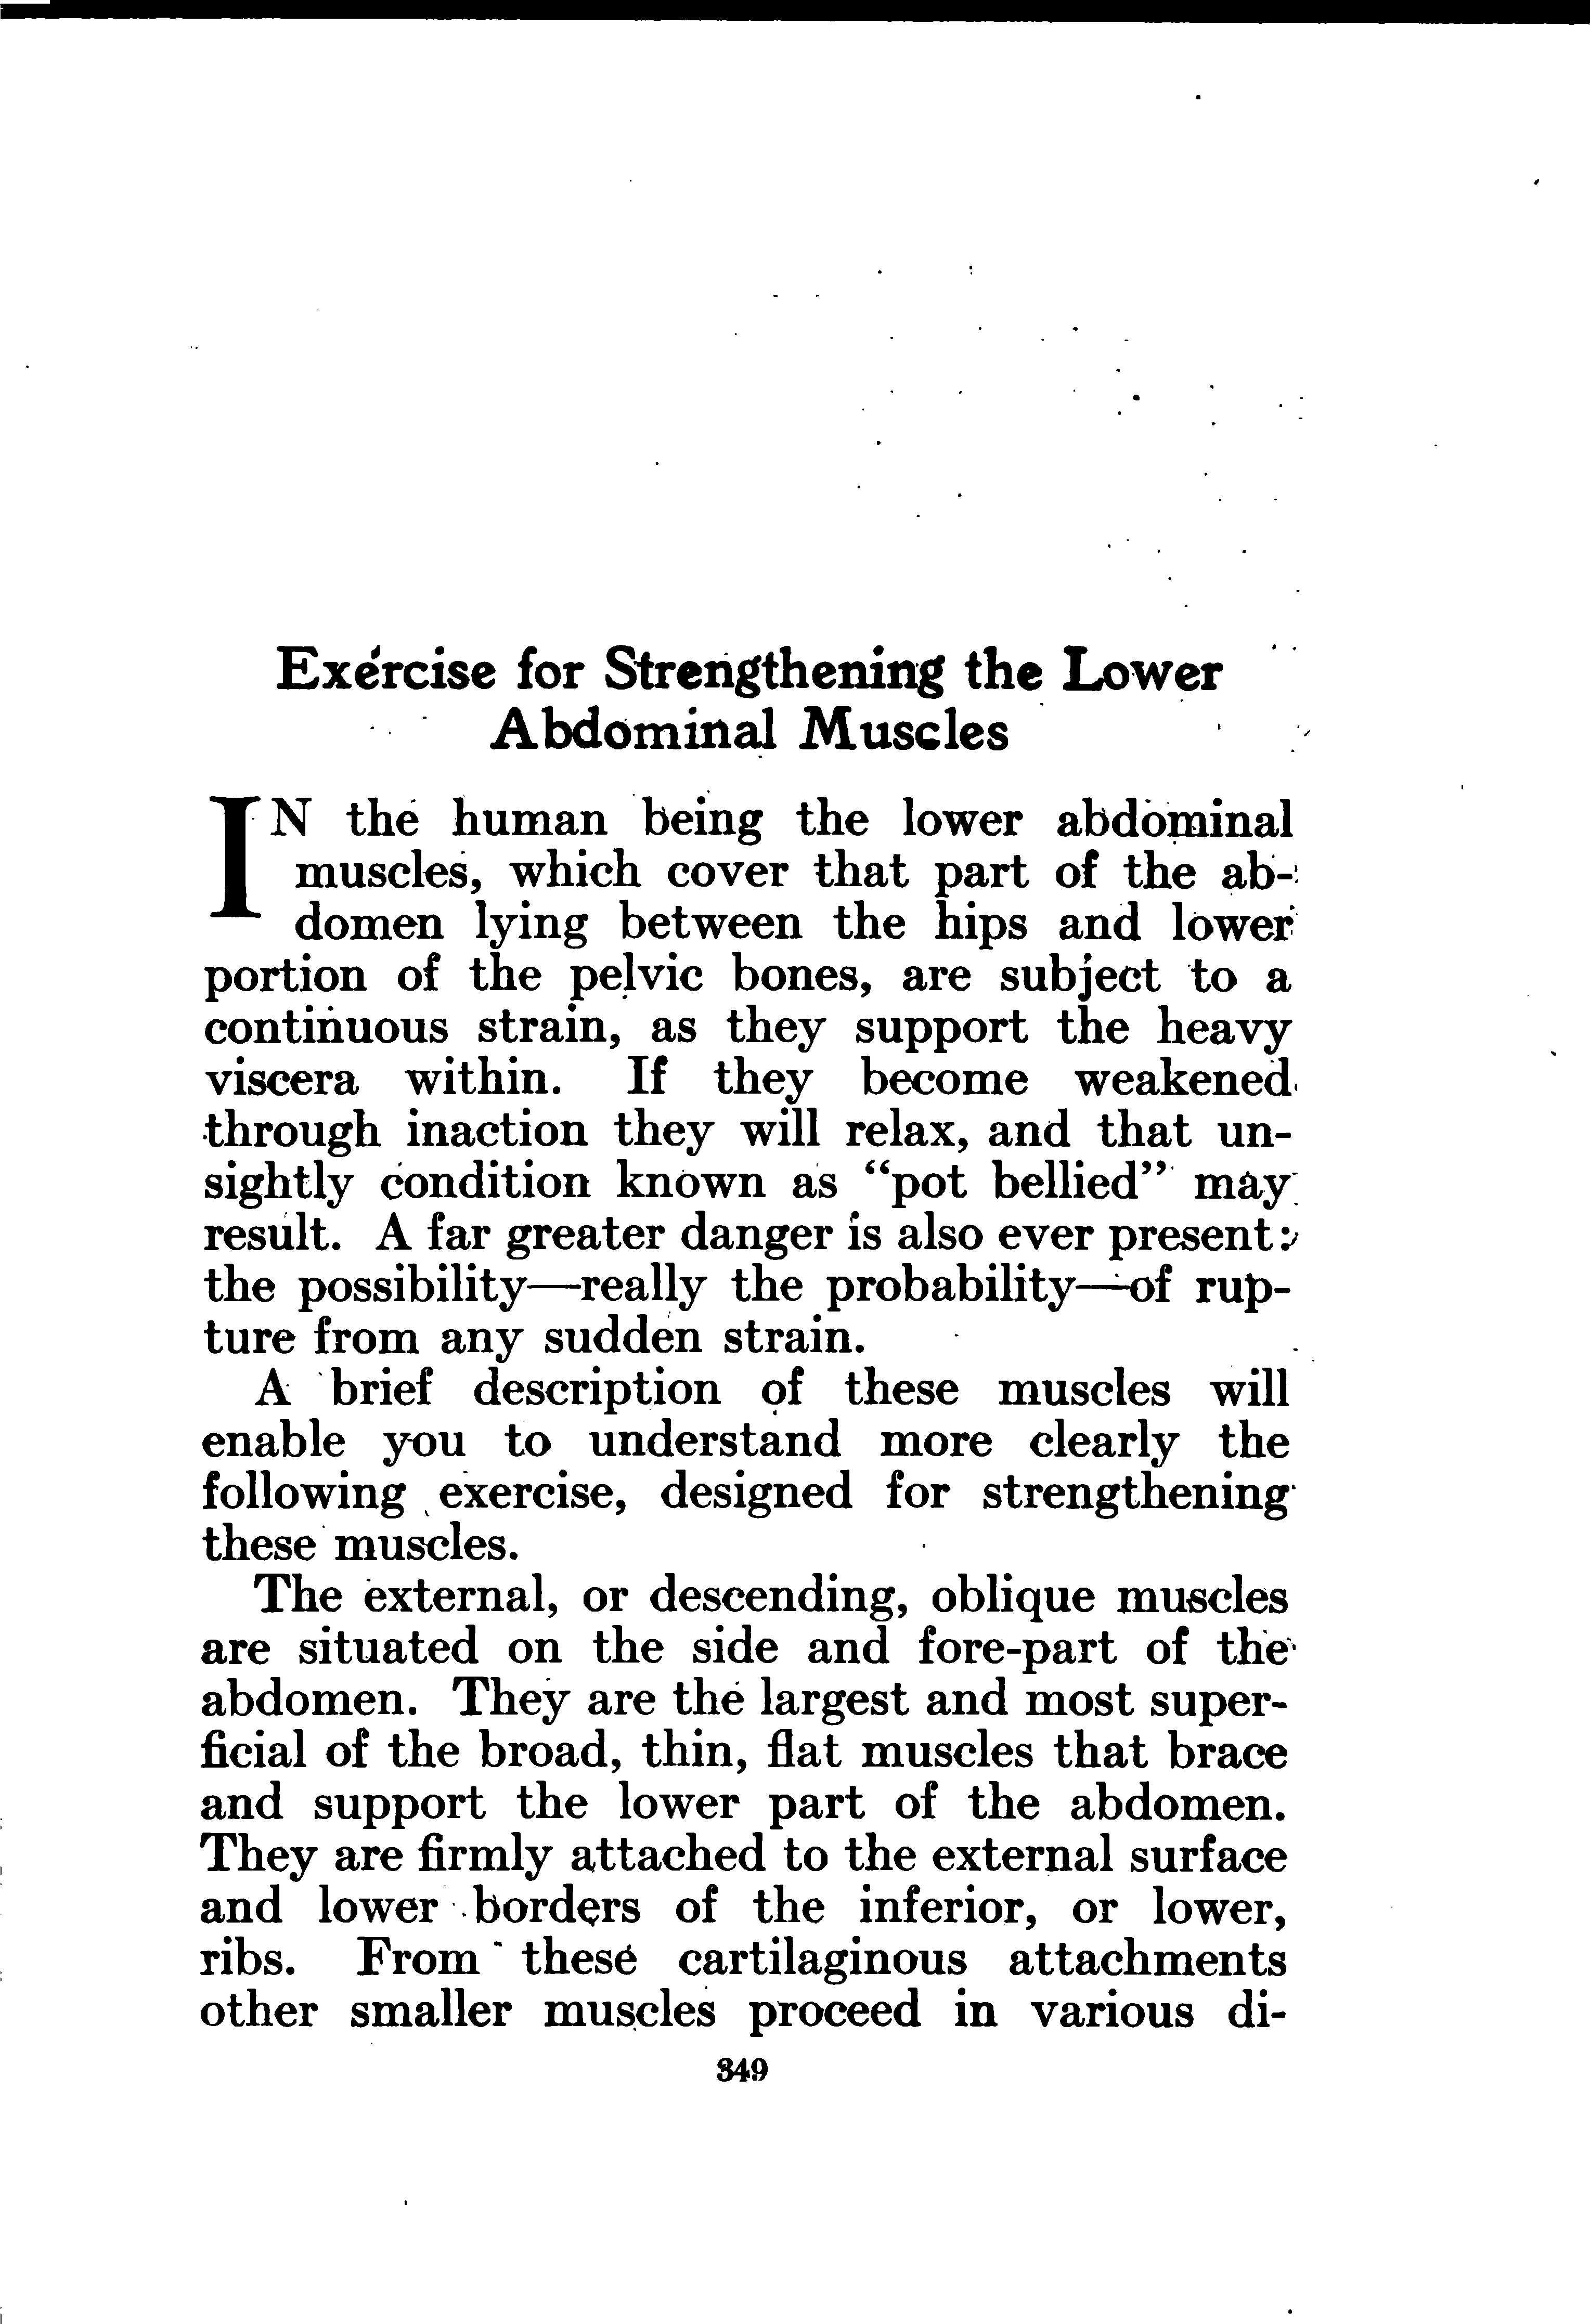 Exercise for Strengthening the Lower
Abdominal Muscles
IN the human being the lower abdominal
muscles, which cover that part of the ab-
domen lying between the hips and lower
portion of the pelvic bones, are subject to a
continuous strain, as they support the heavy
viscera within. If they become weakened
through inaction they will relax, and that un-
sightly condition known as “pot bellied” may
result. A far greater danger is also ever present:
the possibility—really the probability—of rup-
ture from any sudden strain.
A brief description of these muscles will
enable you to understand more clearly the
following exercise, designed for strengthening
these muscles.
The external, or descending, oblique muscles
are situated on the side and fore-part of the
abdomen. They are the largest and most super-
ficial of the broad, thin, flat muscles that brace
and support the lower part of the abdomen.
They are firmly attached to the external surface
and lower borders of the inferior, or lower,
ribs. From these cartilaginous attachments
other smaller muscles proceed in various di-
349